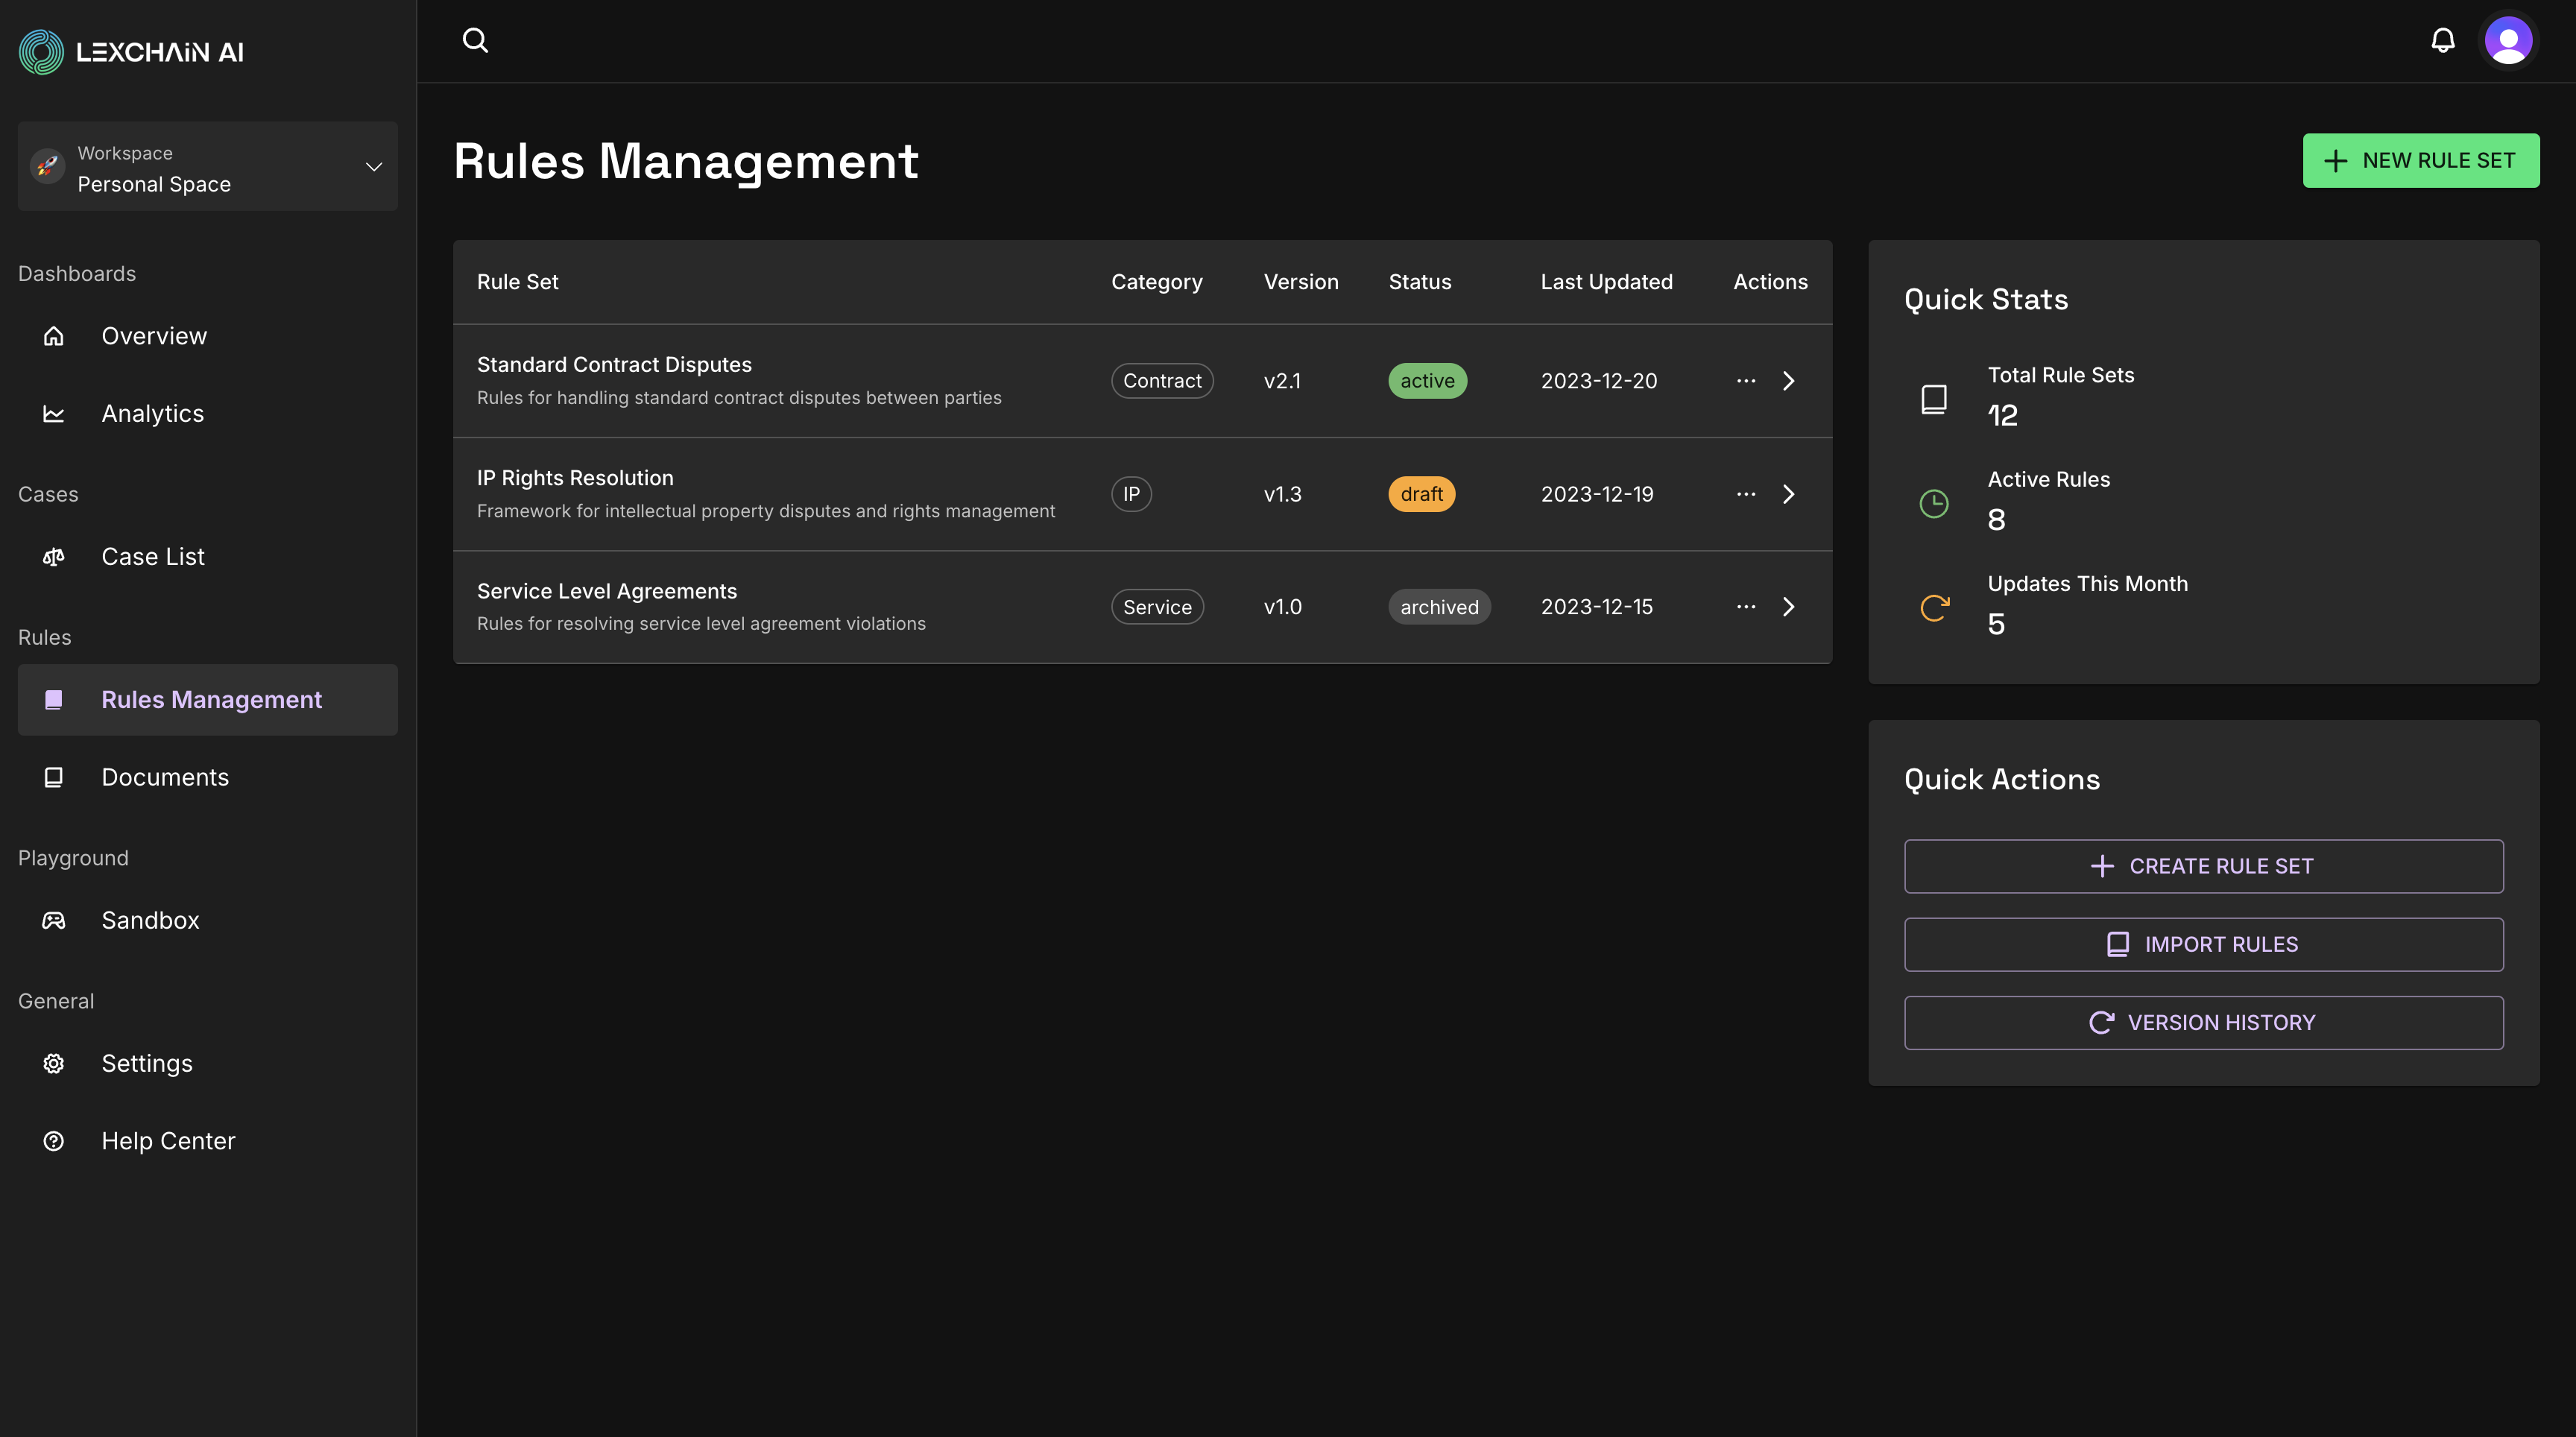 LEXCHAIN AI
Workspace
Personal Space
Dashboards
Overview
Analytics
Cases
Case List
Rules
Rules Management
Documents
Playground
Sandbox
General
Settings
Help Center
Rules Management
NEW RULE SET
Rule Set Category Version Status Last Updated Actions
Standard Contract Disputes
Rules for handling standard contract disputes between parties
Contract v2.1 active 2023-12-20
IP Rights Resolution
Framework for intellectual property disputes and rights management
IP v1.3 draft 2023-12-19
Service Level Agreements
Rules for resolving service level agreement violations
Service v1.0 archived 2023-12-15
Quick Stats
Total Rule Sets
12
Active Rules
8
Updates This Month
5
Quick Actions
CREATE RULE SET
IMPORT RULES
VERSION HISTORY